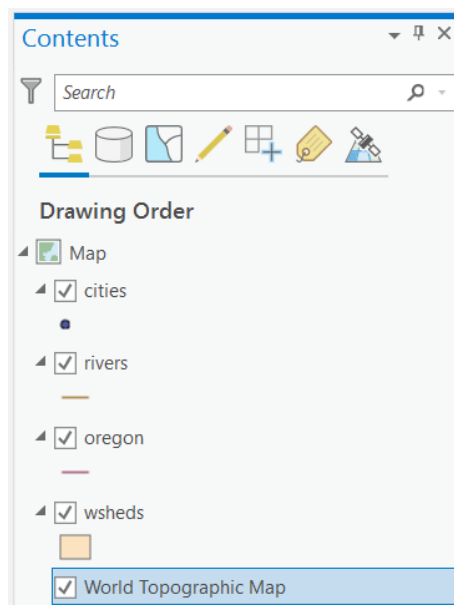 Contents
Search
Drawing Order
Map
cities
rivers
oregon
wsheds
World Topographic Map